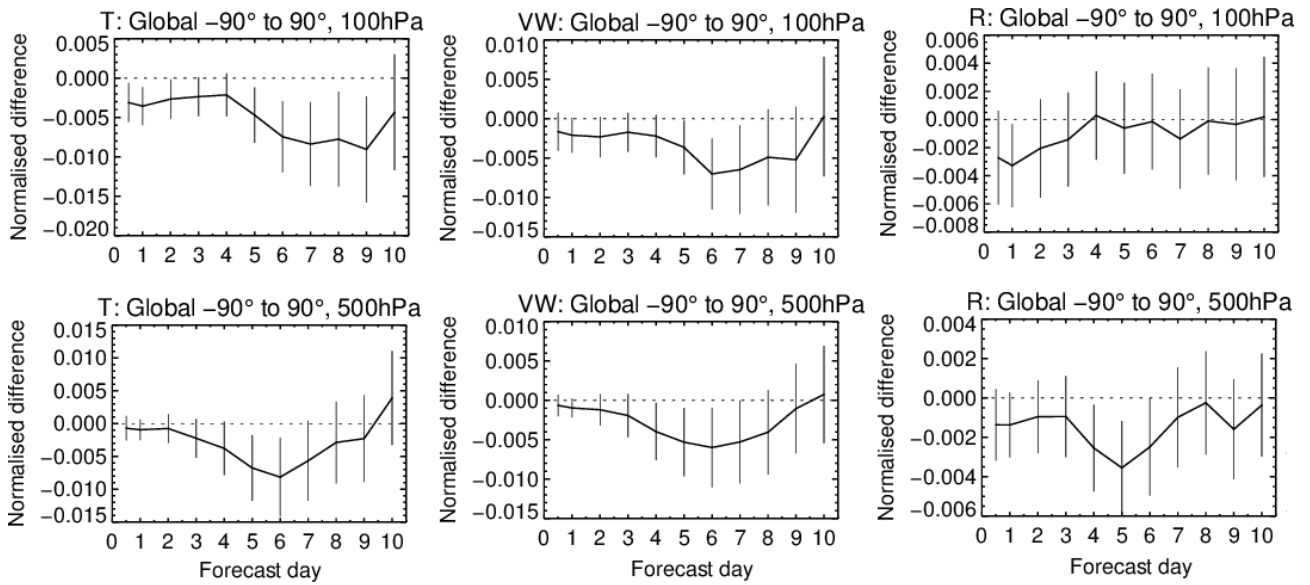 T: Global −90° to 90°, 100hPa
Normalised difference
0.005
0.000
−0.005
−0.010
−0.015
−0.020
0 1 2 3 4 5 6 7 8 9 10
VW: Global −90° to 90°, 100hPa
Normalised difference
0.010
0.005
0.000
−0.005
−0.010
−0.015
0 1 2 3 4 5 6 7 8 9 10
R: Global −90° to 90°, 100hPa
Normalised difference
0.006
0.004
0.002
0.000
−0.002
−0.004
−0.006
−0.008
0 1 2 3 4 5 6 7 8 9 10
T: Global −90° to 90°, 500hPa
Normalised difference
0.015
0.010
0.005
0.000
−0.005
−0.010
−0.015
0 1 2 3 4 5 6 7 8 9 10
Forecast day
VW: Global −90° to 90°, 500hPa
Normalised difference
0.010
0.005
0.000
−0.005
−0.010
−0.015
0 1 2 3 4 5 6 7 8 9 10
Forecast day
R: Global −90° to 90°, 500hPa
Normalised difference
0.004
0.002
0.000
−0.002
−0.004
−0.006
0 1 2 3 4 5 6 7 8 9 10
Forecast day